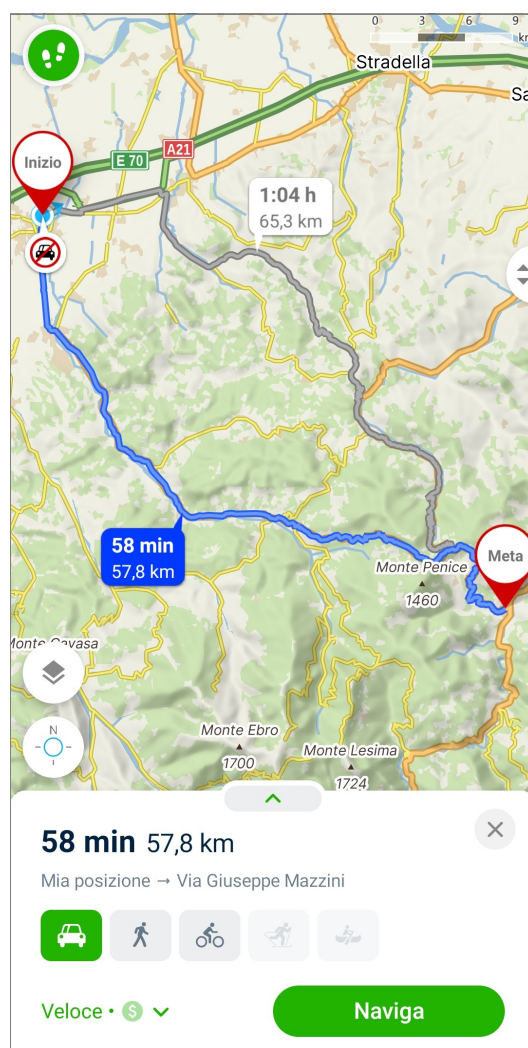 0 3 6 9
km
Stradella
Sa
A21
E 70
Inizio
1:04 h
65,3 km
58 min
57,8 km
Meta
Monte Penice
1460
Monte Cavasa
N
Monte Ebro
1700
Monte Lesima
1724
58 min 57,8 km
Mia posizione → Via Giuseppe Mazzini
Veloce • $
Naviga